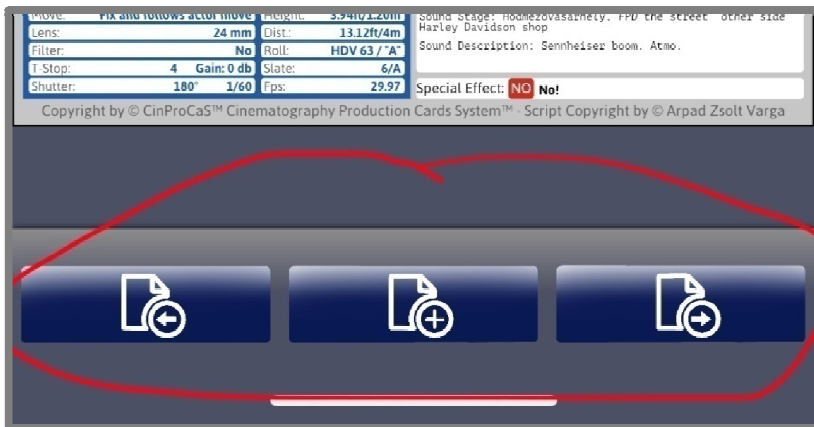 Move: Fix and follows actor move Height: 3.94ft/1.20m
Lens: 24 mm Dist.: 13.12ft/4m
Filter: No Roll: HDV 63 / "A"
T-Stop: 4 Gain: 0 db Slate: 6/A
Shutter: 180° 1/60 Fps: 29.97
Sound Stage: Hodmezovasarhely. FPD the street other side
Harley Davidson shop
Sound Description: Sennheiser boom. Atmo.
Special Effect: NO No!
Copyright by © CinProCaS™ Cinematography Production Cards System™ - Script Copyright by © Arpad Zsolt Varga